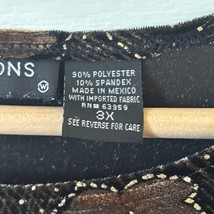 ONS
W
90% POLYESTER
10% SPANDEX
MADE IN MEXICO
WITH IMPORTED FABRIC
RN# 63959
3X
SEE REVERSE FOR CARE